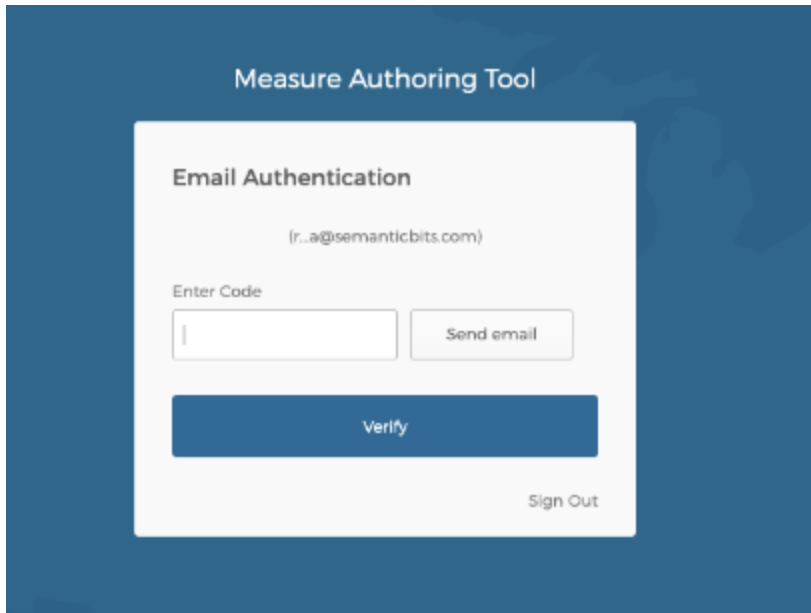 Measure Authoring Tool
Email Authentication
(r...a@semanticbits.com)
Enter Code
Send email
Verify
Sign Out